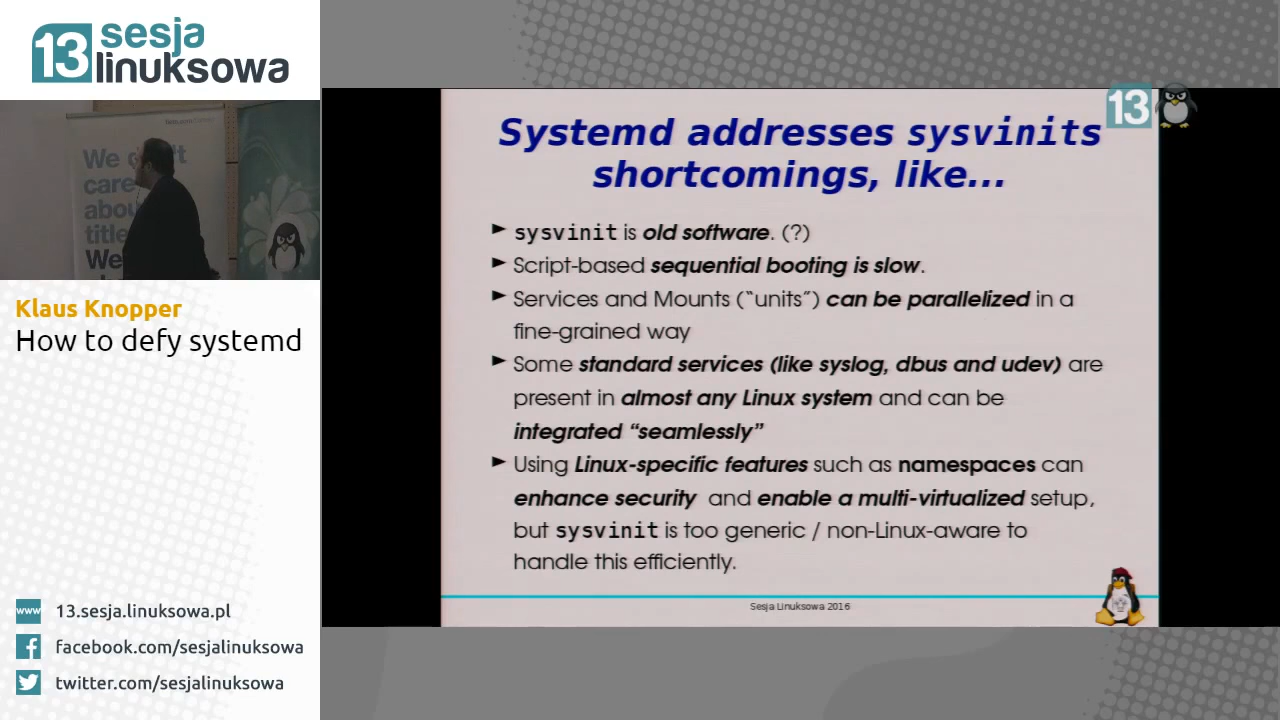 13 sesja
linuksowa
We don't
care
abou
title
We
Klaus Knopper
How to defy systemd
www 13.sesja.linuksowa.pl
facebook.com/sesjalinuksowa
twitter.com/sesjalinuksowa
13
Systemd addresses sysvinits
shortcomings, like...
► sysvinit is old software. (?)
► Script-based sequential booting is slow.
► Services and Mounts (“units”) can be parallelized in a
fine-grained way
► Some standard services (like syslog, dbus and udev) are
present in almost any Linux system and can be
integrated “seamlessly”
► Using Linux-specific features such as namespaces can
enhance security and enable a multi-virtualized setup,
but sysvinit is too generic / non-Linux-aware to
handle this efficiently.
Sesja Linuksowa 2016